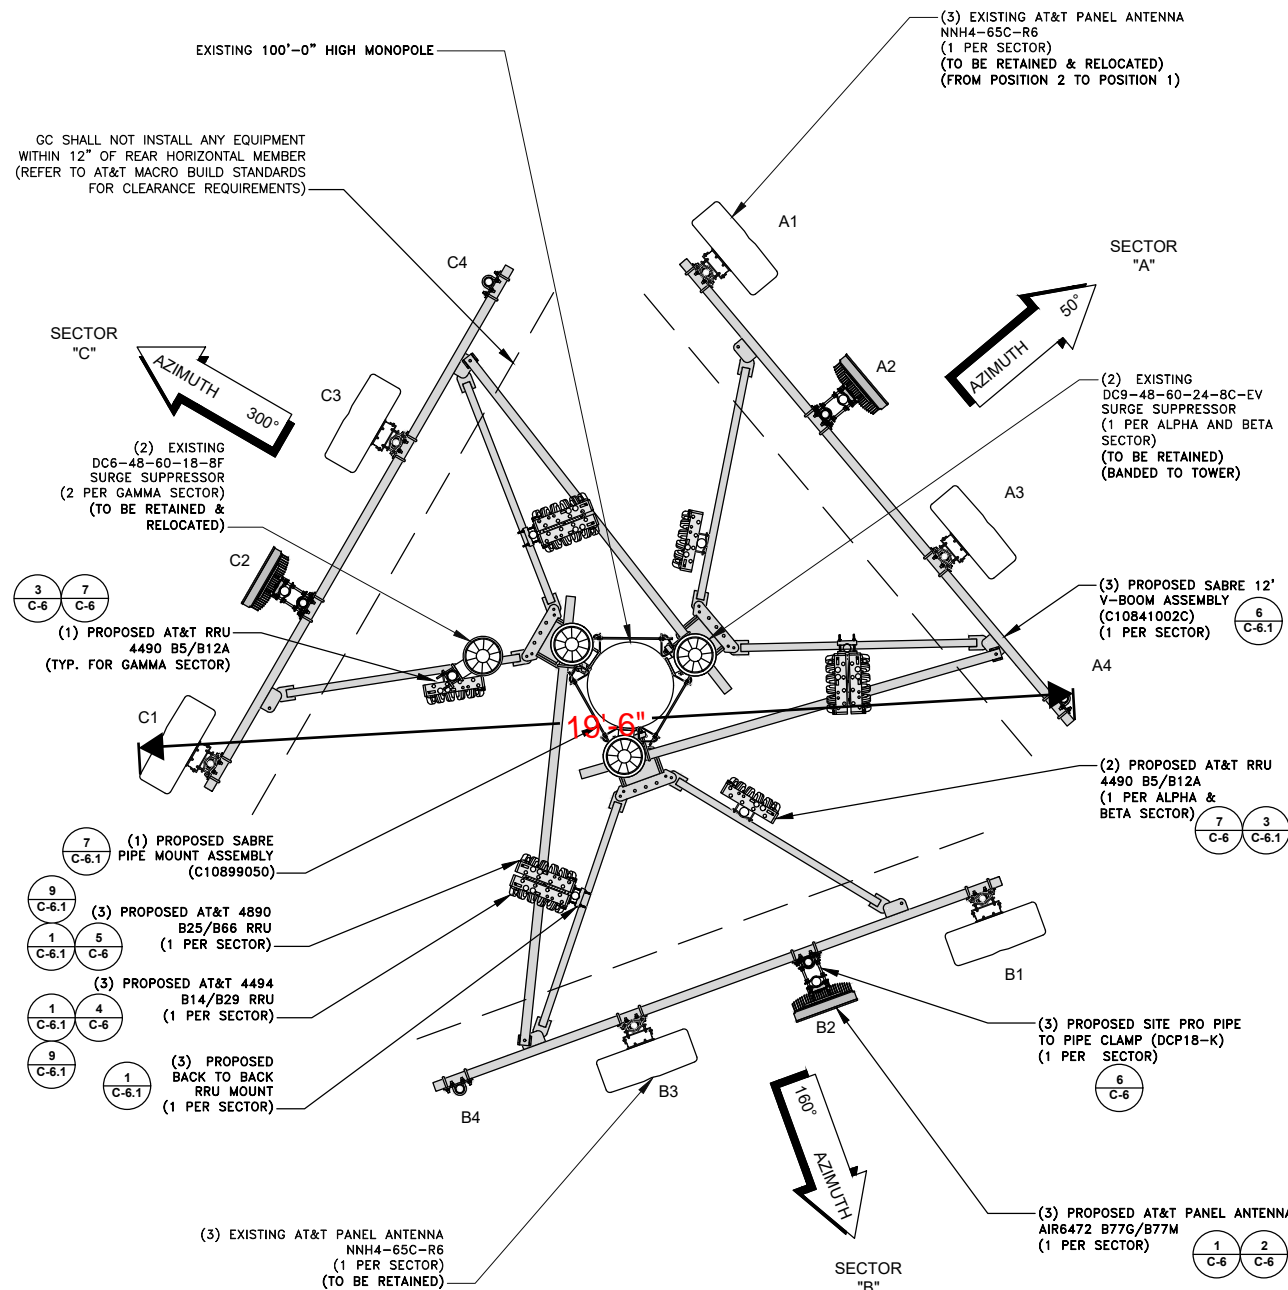 (3) EXISTING AT&T PANEL ANTENNA
NNH4-65C-R6
(1 PER SECTOR)
(TO BE RETAINED & RELOCATED)
(FROM POSITION 2 TO POSITION 1)
EXISTING 100'-0" HIGH MONOPOLE
GC SHALL NOT INSTALL ANY EQUIPMENT
WITHIN 12" OF REAR HORIZONTAL MEMBER
(REFER TO AT&T MACRO BUILD STANDARDS
FOR CLEARANCE REQUIREMENTS)
A1
SECTOR
"A"
C4
50°
AZIMUTH
SECTOR
"C"
AZIMUTH
300°
A2
C3
(2) EXISTING
DC9-48-60-24-8C-EV
SURGE SUPPRESSOR
(1 PER ALPHA AND BETA
SECTOR)
(TO BE RETAINED)
(BANDED TO TOWER)
(2) EXISTING
DC6-48-60-18-8F
SURGE SUPPRESSOR
(2 PER GAMMA SECTOR)
(TO BE RETAINED &
RELOCATED)
A3
C2
3
C-6
7
C-6
(1) PROPOSED AT&T RRU
4490 B5/B12A
(TYP. FOR GAMMA SECTOR)
(3) PROPOSED SABRE 12'
V-BOOM ASSEMBLY
(C10841002C)
(1 PER SECTOR)
6
C-6.1
A4
C1
19'-6"
(2) PROPOSED AT&T RRU
4490 B5/B12A
(1 PER ALPHA &
BETA SECTOR)
7
C-6
3
C-6.1
7
C-6.1
(1) PROPOSED SABRE
PIPE MOUNT ASSEMBLY
(C10899050)
9
C-6.1
1
C-6.1
5
C-6
(3) PROPOSED AT&T 4890
B25/B66 RRU
(1 PER SECTOR)
(3) PROPOSED AT&T 4494
B14/B29 RRU
(1 PER SECTOR)
1
C-6.1
4
C-6
9
C-6.1
B1
B2
(3) PROPOSED SITE PRO PIPE
TO PIPE CLAMP (DCP18-K)
(1 PER SECTOR)
6
C-6
1
C-6.1
(3) PROPOSED
BACK TO BACK
RRU MOUNT
(1 PER SECTOR)
B3
B4
160°
AZIMUTH
(3) PROPOSED AT&T PANEL ANTENNA
AIR6472 B77G/B77M
(1 PER SECTOR)
1
C-6
2
C-6
(3) EXISTING AT&T PANEL ANTENNA
NNH4-65C-R6
(1 PER SECTOR)
(TO BE RETAINED)
SECTOR
"B"